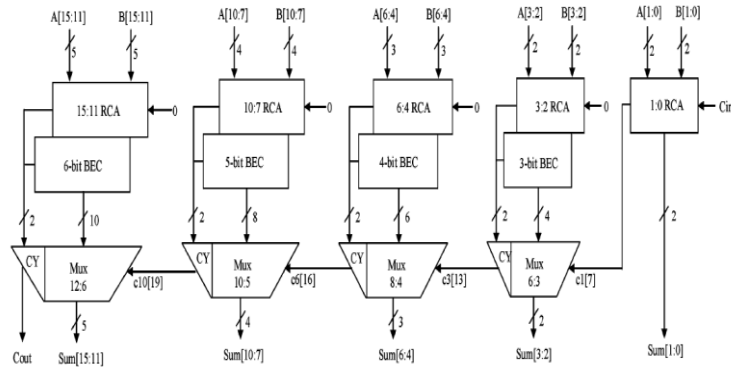 A[15:11] B[15:11] A[10:7] B[10:7] A[6:4] B[6:4] A[3:2] B[3:2] A[1:0] B[1:0]
5 5 4 4 3 3 2 2 2 2
15:11 RCA 0 10:7 RCA 0 6:4 RCA 0 3:2 RCA 0 1:0 RCA Cin
6-bit BEC 5-bit BEC 4-bit BEC 3-bit BEC
2 10 2 8 2 6 2 4 2
CY Mux 12:6 c10[19] CY Mux 10:5 c6[16] CY Mux 8:4 c3[13] CY Mux 6:3 c1[7]
5 4 3 2
Cout Sum[15:11] Sum[10:7] Sum[6:4] Sum[3:2] Sum[1:0]